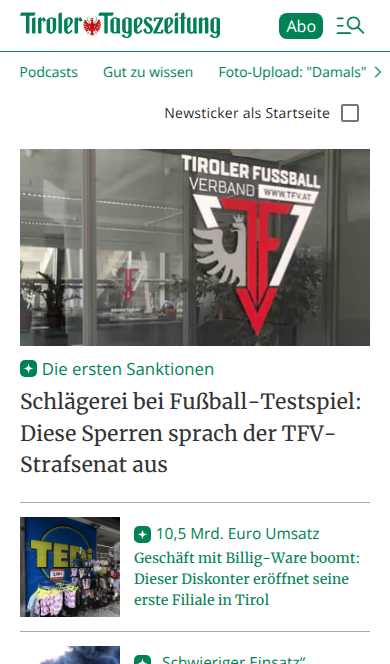 Tiroler Tageszeitung
Abo
Podcasts Gut zu wissen Foto-Upload: "Damals"
Newsticker als Startseite
TIROLER FUSSBALL
VERBAND WWW.TFV.AT
TFV
Die ersten Sanktionen
Schlägerei bei Fußball-Testspiel:
Diese Sperren sprach der TFV-
Strafsenat aus
TEDi
10,5 Mrd. Euro Umsatz
Geschäft mit Billig-Ware boomt:
Dieser Diskonter eröffnet seine
erste Filiale in Tirol
„Schwieriger Einsatz“